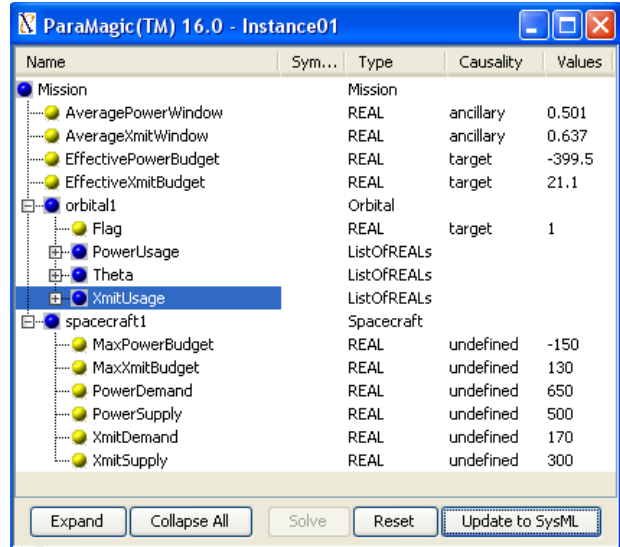 ParaMagic(TM) 16.0 - Instance01
Name Sym... Type Causality Values
Mission Mission
AveragePowerWindow REAL ancillary 0.501
AverageXmitWindow REAL ancillary 0.637
EffectivePowerBudget REAL target -399.5
EffectiveXmitBudget REAL target 21.1
orbital1 Orbital
Flag REAL target 1
PowerUsage ListOfREALs
Theta ListOfREALs
XmitUsage ListOfREALs
spacecraft1 Spacecraft
MaxPowerBudget REAL undefined -150
MaxXmitBudget REAL undefined 130
PowerDemand REAL undefined 650
PowerSupply REAL undefined 500
XmitDemand REAL undefined 170
XmitSupply REAL undefined 300
Expand Collapse All Solve Reset Update to SysML